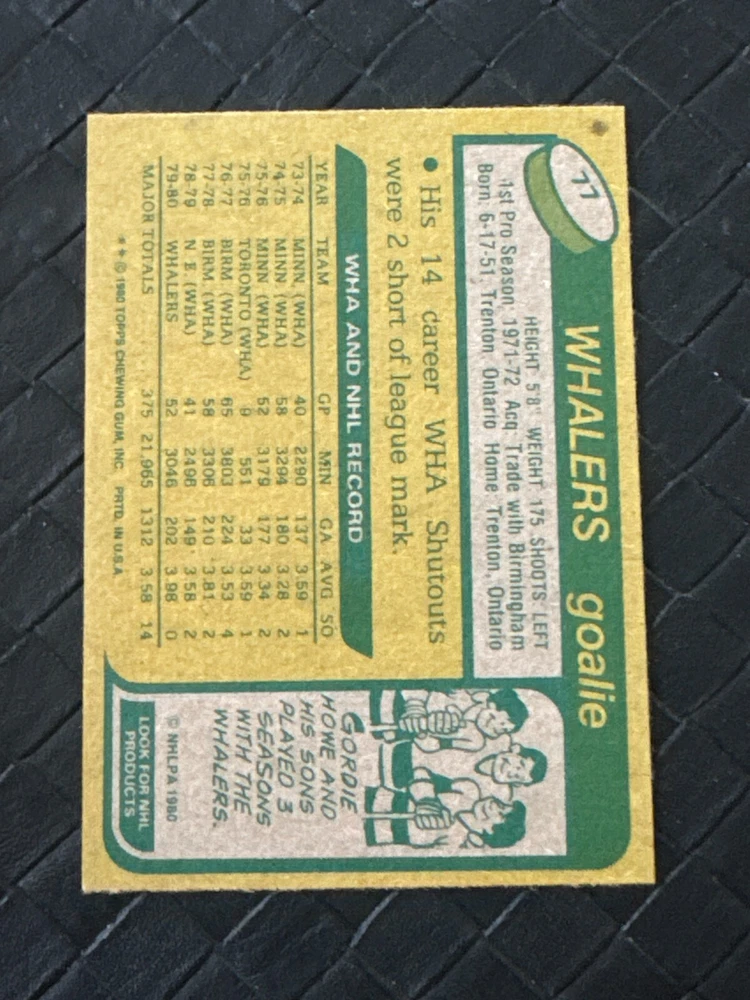 77
WHALERS goalie
HEIGHT 5'8" WEIGHT 175 SHOOTS LEFT
1st Pro Season: 1971-72 Acq: Trade with Birmingham
Born: 6-17-51, Trenton, Ontario Home: Trenton, Ontario
• His 14 career WHA Shutouts
were 2 short of league mark.
WHA AND NHL RECORD
YEAR TEAM GP MIN GA AVG SO
73-74 MINN (WHA) 40 2290 137 3.59 1
74-75 MINN (WHA) 58 3294 180 3.28 2
75-76 MINN (WHA) 52 3179 177 3.34 2
75-76 TORONTO (WHA) 9 551 33 3.59 1
76-77 BIRM (WHA) 65 3803 224 3.53 4
77-78 BIRM (WHA) 58 3306 210 3.81 2
78-79 N E (WHA) 41 2496 149 3.58 2
79-80 WHALERS 52 3046 202 3.98 0
MAJOR TOTALS . . . . . 375 21,965 1312 3.58 14
* * © 1980 TOPPS CHEWING GUM, INC. PRTD. IN U.S.A.
GORDIE
HOWE AND
HIS SONS
PLAYED 3
SEASONS
WITH THE
WHALERS.
© NHLPA 1980
LOOK FOR NHL
PRODUCTS